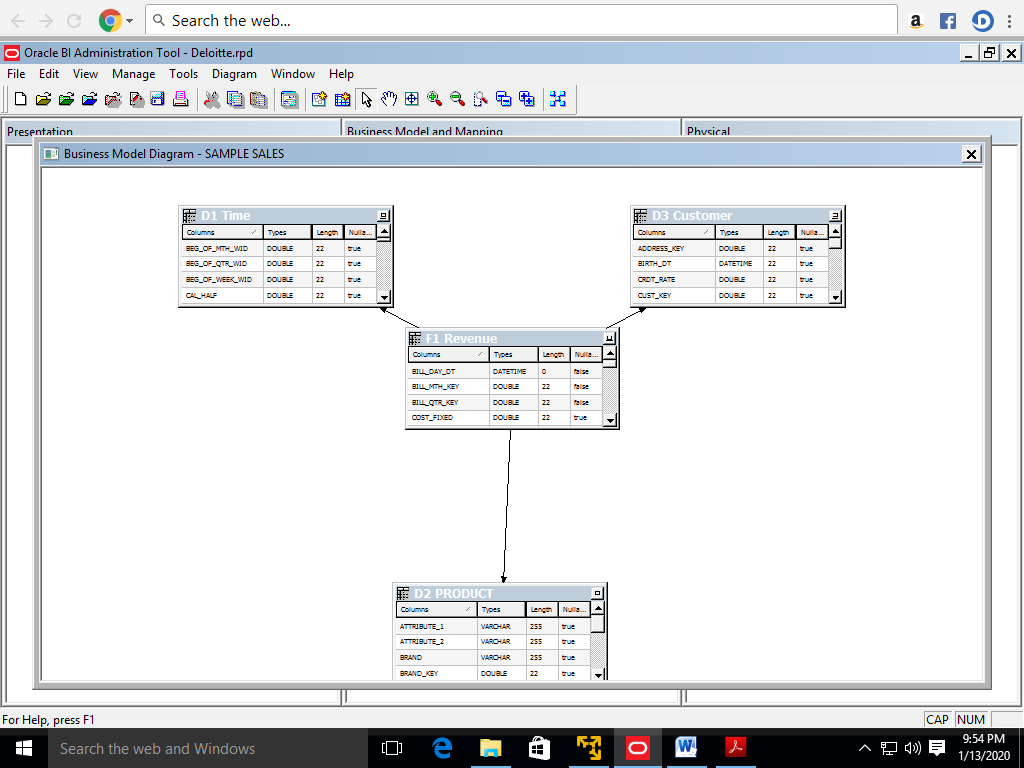 Search the web...
Oracle BI Administration Tool - Deloitte.rpd
File Edit View Manage Tools Diagram Window Help
Presentation Business Model and Mapping Physical
Business Model Diagram - SAMPLE SALES
D1 Time
Columns Types Length Nulla...
BEG_OF_MTH_WID DOUBLE 22 true
BEG_OF_QTR_WID DOUBLE 22 true
BEG_OF_WEEK_WID DOUBLE 22 true
CAL_HALF DOUBLE 22 true
D3 Customer
Columns Types Length Nulla...
ADDRESS_KEY DOUBLE 22 true
BIRTH_DT DATETIME 22 true
CRDT_RATE DOUBLE 22 true
CUST_KEY DOUBLE 22 true
F1 Revenue
Columns Types Length Nulla...
BILL_DAY_DT DATETIME 0 false
BILL_MTH_KEY DOUBLE 22 false
BILL_QTR_KEY DOUBLE 22 false
COST_FIXED DOUBLE 22 true
D2 PRODUCT
Columns Types Length Nulla...
ATTRIBUTE_1 VARCHAR 255 true
ATTRIBUTE_2 VARCHAR 255 true
BRAND VARCHAR 255 true
BRAND_KEY DOUBLE 22 true
For Help, press F1
CAP NUM
Search the web and Windows
9:54 PM
1/13/2020